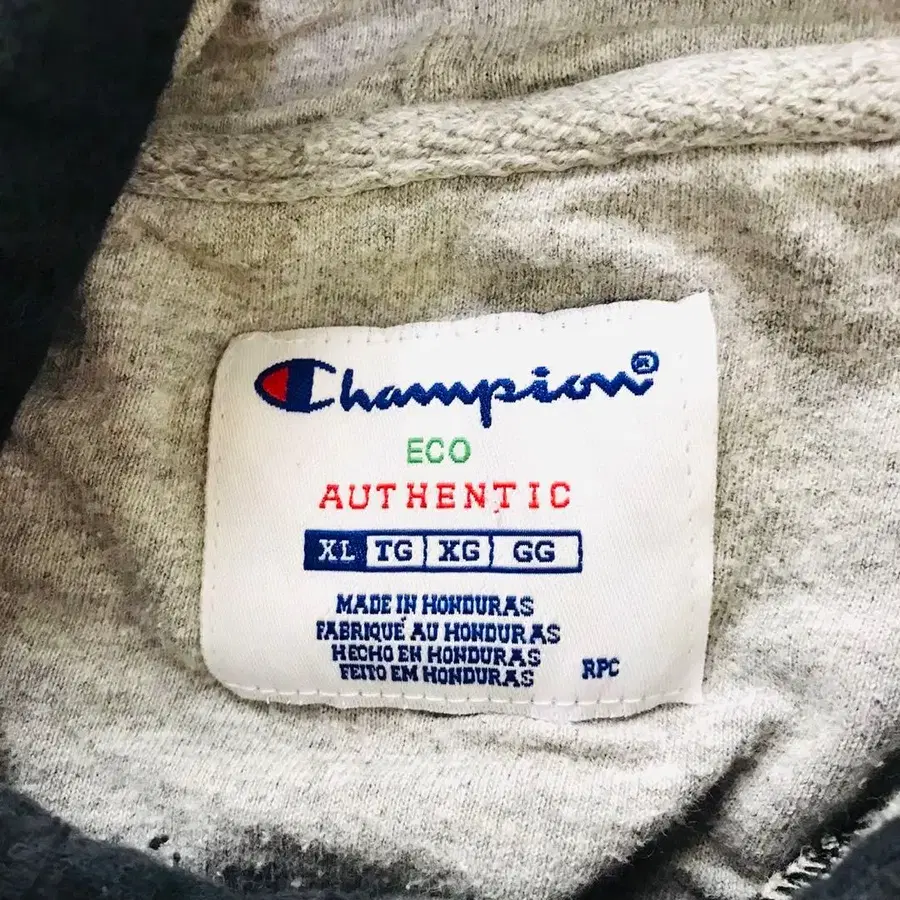 Champion®
ECO
AUTHENTIC
XL TG XG GG
MADE IN HONDURAS
FABRIQUÉ AU HONDURAS
HECHO EN HONDURAS
FEITO EM HONDURAS
RPC